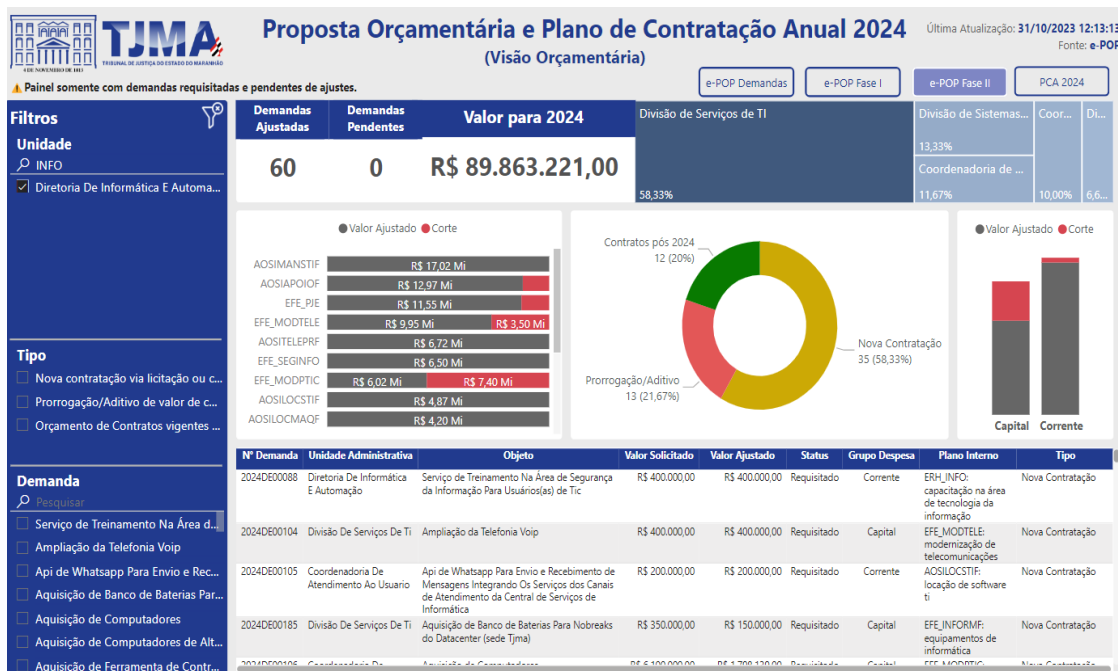 TJMA
TRIBUNAL DE JUSTIÇA DO ESTADO DO MARANHÃO
8 DE NOVEMBRO DE 1813
Proposta Orçamentária e Plano de Contratação Anual 2024
(Visão Orçamentária)
Última Atualização: 31/10/2023 12:13:13
Fonte: e-POP
e-POP Demandas
e-POP Fase I
e-POP Fase II
PCA 2024
Painel somente com demandas requisitadas e pendentes de ajustes.
Filtros
Unidade
INFO
Diretoria De Informática E Automa...
Tipo
Nova contratação via licitação ou c...
Prorrogação/Aditivo de valor de c...
Orçamento de Contratos vigentes ...
Demanda
Pesquisar
Serviço de Treinamento Na Área d...
Ampliação da Telefonia Voip
Api de Whatsapp Para Envio e Rec...
Aquisição de Banco de Baterias Par...
Aquisição de Computadores
Aquisição de Computadores de Alt...
Aquisição de Ferramenta de Contr...
Demandas Ajustadas
60
Demandas Pendentes
0
Valor para 2024
R$ 89.863.221,00
Divisão de Serviços de TI
58,33%
Divisão de Sistemas...
13,33%
Coordenadoria de ...
11,67%
Coor...
10,00%
Di...
6,6...
Valor Ajustado Corte
AOSIMANSTIF R$ 17,02 Mi
AOSIAPOIOF R$ 12,97 Mi
EFE_PJE R$ 11,55 Mi
EFE_MODTELE R$ 9,95 Mi R$ 3,50 Mi
AOSITELEPRF R$ 6,72 Mi
EFE_SEGINFO R$ 6,50 Mi
EFE_MODPTIC R$ 6,02 Mi R$ 7,40 Mi
AOSILOCSTIF R$ 4,87 Mi
AOSILOCMAQF R$ 4,20 Mi
Contratos pós 2024
12 (20%)
Nova Contratação
35 (58,33%)
Prorrogação/Aditivo
13 (21,67%)
Valor Ajustado Corte
Capital Corrente
Nº Demanda Unidade Administrativa Objeto Valor Solicitado Valor Ajustado Status Grupo Despesa Plano Interno Tipo
2024DE00088 Diretoria De Informática Serviço de Treinamento Na Área de Segurança R$ 400.000,00 R$ 400.000,00 Requisitado Corrente ERH_INFO: Nova Contratação
E Automação da Informação Para Usuários(as) de Tic capacitação na área
de tecnologia da
informação
2024DE00104 Divisão De Serviços De Ti Ampliação da Telefonia Voip R$ 400.000,00 R$ 400.000,00 Requisitado Capital EFE_MODTELE: Nova Contratação
modernização de
telecomunicações
2024DE00105 Coordenadoria De Api de Whatsapp Para Envio e Recebimento de R$ 200.000,00 R$ 200.000,00 Requisitado Corrente AOSILOCSTIF: Nova Contratação
Atendimento Ao Usuario Mensagens Integrando Os Serviços dos Canais locação de software
de Atendimento da Central de Serviços de ti
Informática
2024DE00185 Divisão De Serviços De Ti Aquisição de Banco de Baterias Para Nobreaks R$ 350.000,00 R$ 150.000,00 Requisitado Capital EFE_INFORMF: Nova Contratação
do Datacenter (sede Tjma) equipamentos de
informática